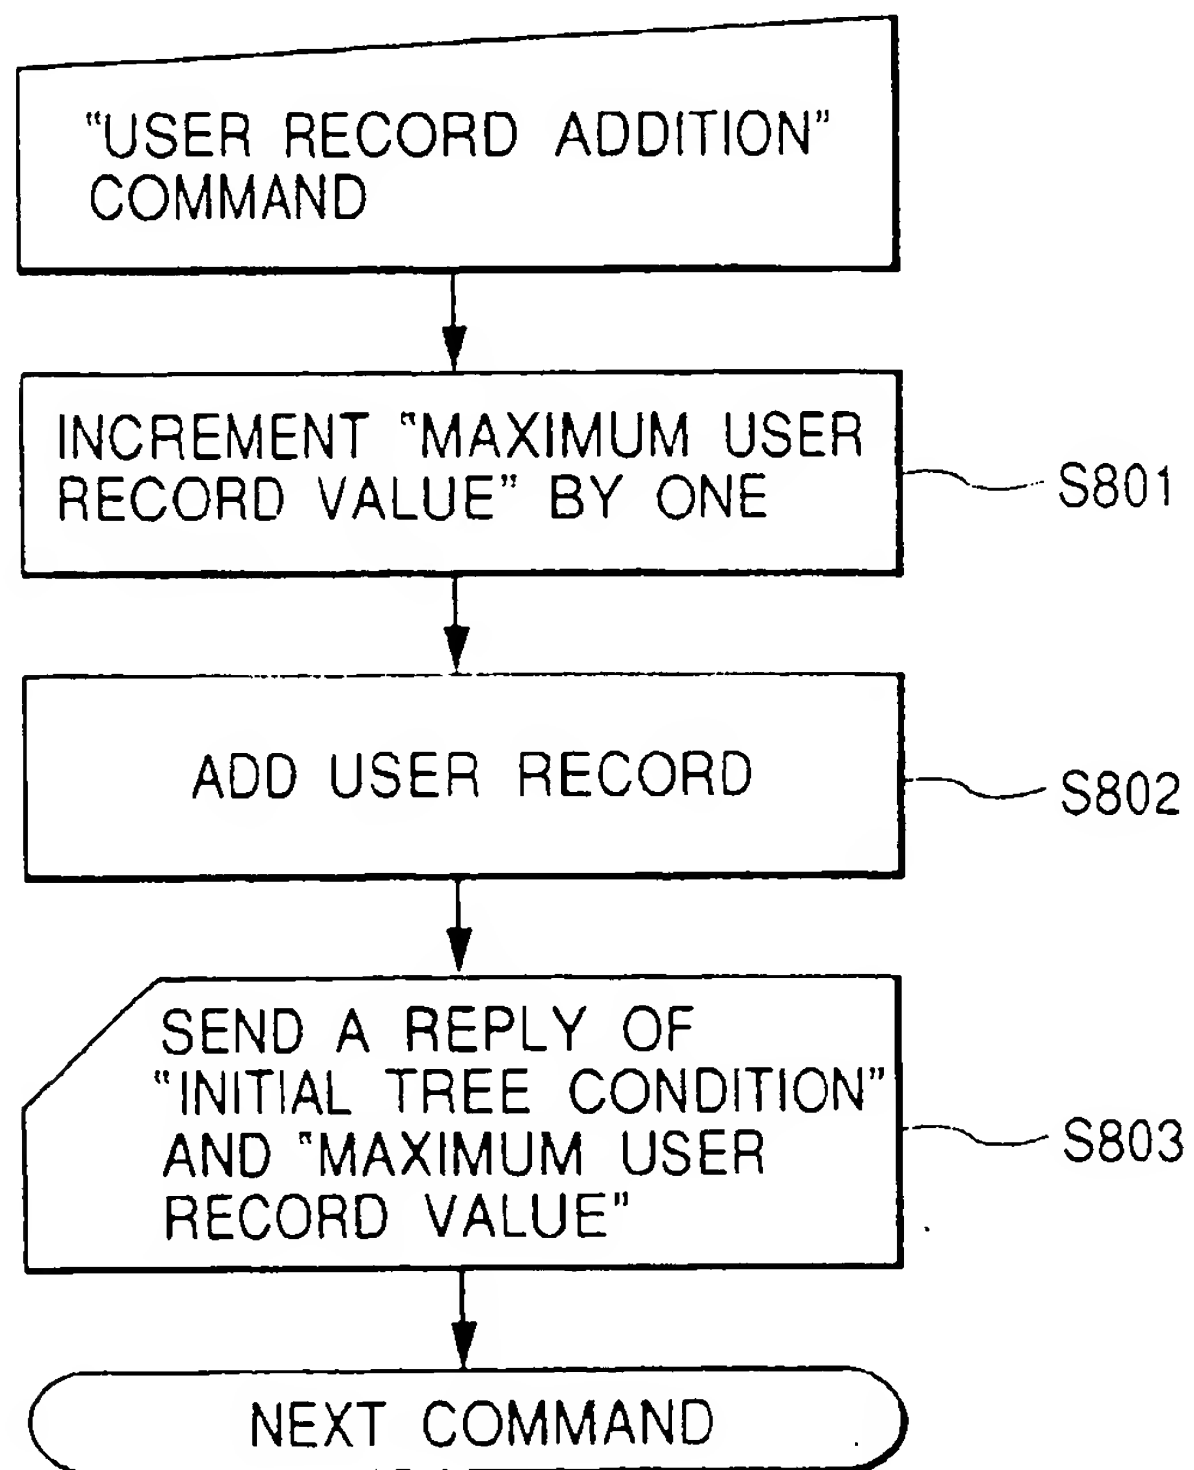 "USER RECORD ADDITION"
COMMAND
INCREMENT "MAXIMUM USER
RECORD VALUE" BY ONE
S801
ADD USER RECORD
S802
SEND A REPLY OF
"INITIAL TREE CONDITION"
AND "MAXIMUM USER
RECORD VALUE"
S803
NEXT COMMAND